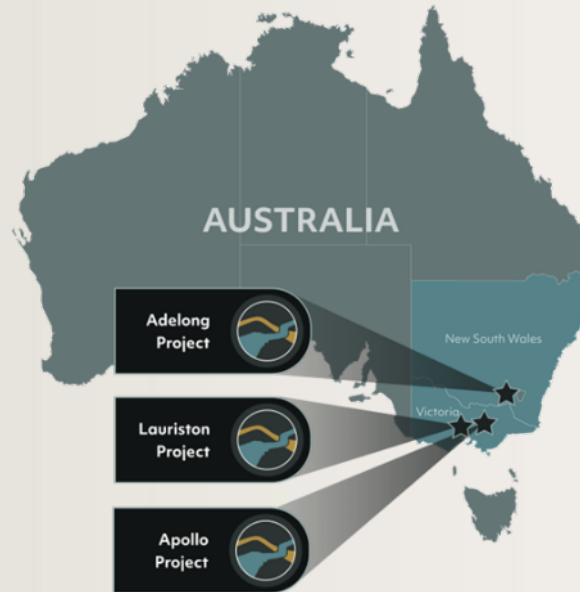 AUSTRALIA
Adelong
Project
New South Wales
Lauriston
Project
Victoria
Apollo
Project